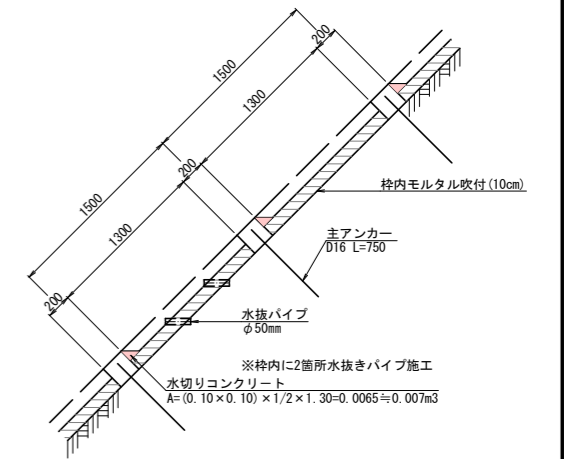 200
1500
1300
200
1500
1300
200
枠内モルタル吹付(10cm)
主アンカー
D16 L=750
水抜パイプ
φ50mm
※枠内に2箇所水抜きパイプ施工
水切りコンクリート
A=(0.10×0.10)×1/2×1.30=0.0065≒0.007m3